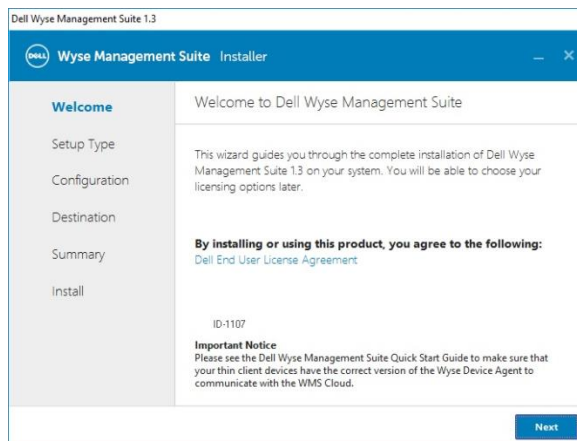 Dell Wyse Management Suite 1.3
DELL
Wyse Management Suite Installer
Welcome
Setup Type
Configuration
Destination
Summary
Install
Welcome to Dell Wyse Management Suite
This wizard guides you through the complete installation of Dell Wyse
Management Suite 1.3 on your system. You will be able to choose your
licensing options later.
By installing or using this product, you agree to the following:
Dell End User License Agreement
ID-1107
Important Notice
Please see the Dell Wyse Management Suite Quick Start Guide to make sure that
your thin client devices have the correct version of the Wyse Device Agent to
communicate with the WMS Cloud.
Next